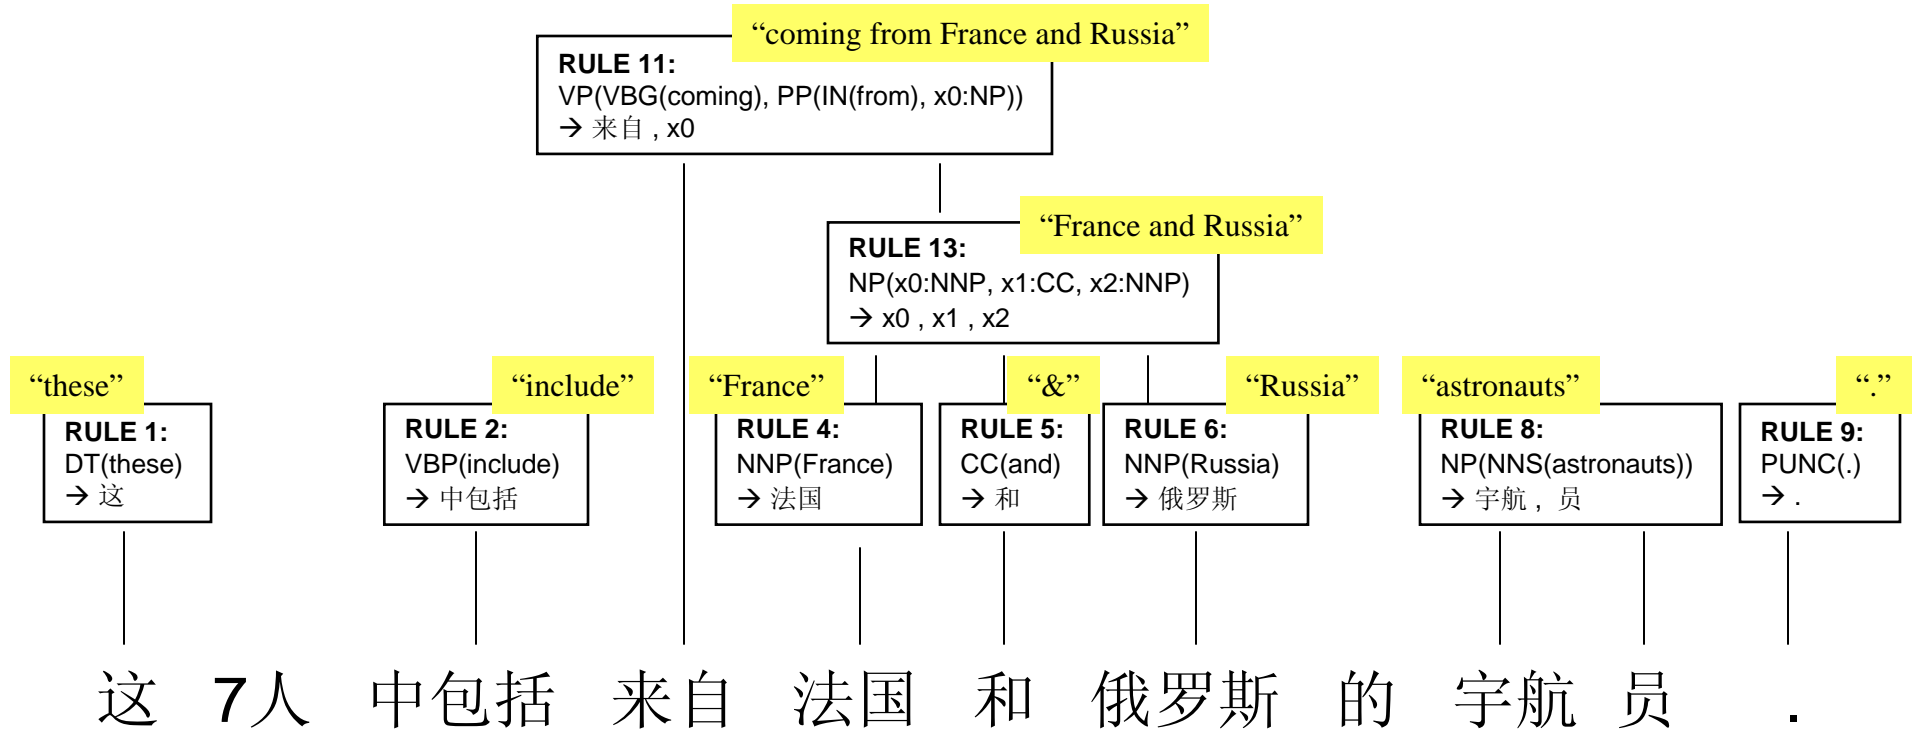 “coming from France and Russia”
RULE 11:
VP(VBG(coming), PP(IN(from), x0:NP))
→ 来自 , x0
“France and Russia”
RULE 13:
NP(x0:NNP, x1:CC, x2:NNP)
→ x0 , x1 , x2
“these”
RULE 1:
DT(these)
→ 这
“include”
RULE 2:
VBP(include)
→ 中包括
“France”
RULE 4:
NNP(France)
→ 法国
“&”
RULE 5:
CC(and)
→ 和
“Russia”
RULE 6:
NNP(Russia)
→ 俄罗斯
“astronauts”
RULE 8:
NP(NNS(astronauts))
→ 宇航 , 员
“.”
RULE 9:
PUNC(.)
→ .
这 7人 中包括 来自 法国 和 俄罗斯 的 宇航 员 .